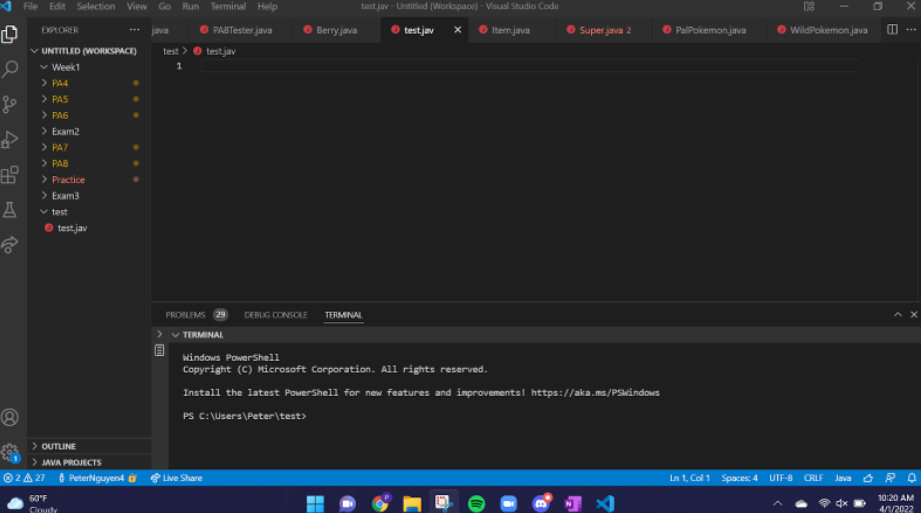 File Edit Selection View Go Run Terminal Help
test.jav - Untitled (Workspace) - Visual Studio Code
EXPLORER
java PA8Tester.java Berry.java test.jav Item.java Super.java 2 PalPokemon.java WildPokemon.java
UNTITLED (WORKSPACE)
Week1
PA4
PA5
PA6
Exam2
PA7
PA8
Practice
Exam3
test
test.jav
OUTLINE
JAVA PROJECTS
test > test.jav
1
PROBLEMS 29 DEBUG CONSOLE TERMINAL
TERMINAL
Windows PowerShell
Copyright (C) Microsoft Corporation. All rights reserved.
Install the latest PowerShell for new features and improvements! https://aka.ms/PSWindows
PS C:\Users\Peter\test>
1
2 27 PeterNguyen4 Live Share
Ln 1, Col 1 Spaces: 4 UTF-8 CRLF Java
60°F
Cloudy
P
10:20 AM
4/1/2022